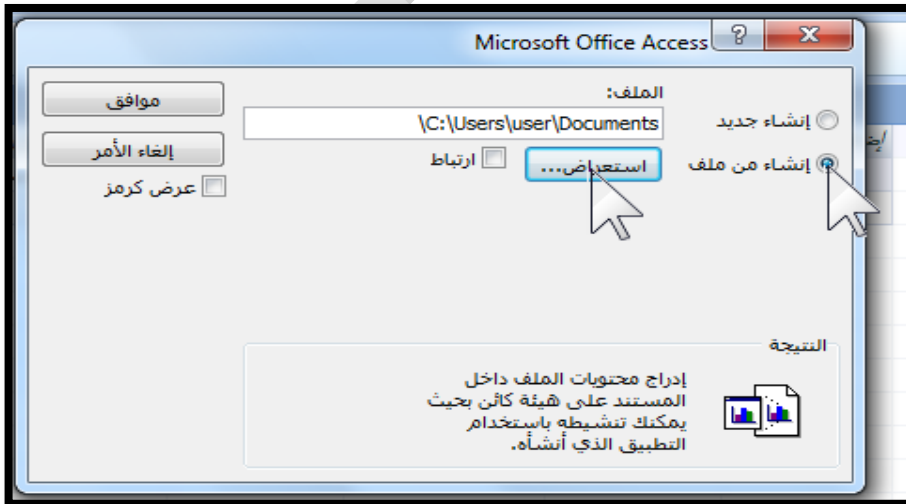 Microsoft Office Access
الملف:
إنشاء جديد
\C:\Users\user\Documents
موافق
إنشاء من ملف
استعراض...
ارتباط
إلغاء الأمر
عرض كرمز
النتيجة
إدراج محتويات الملف داخل
المستند على هيئة كائن بحيث
يمكنك تنشيطه باستخدام
التطبيق الذي أنشأه.